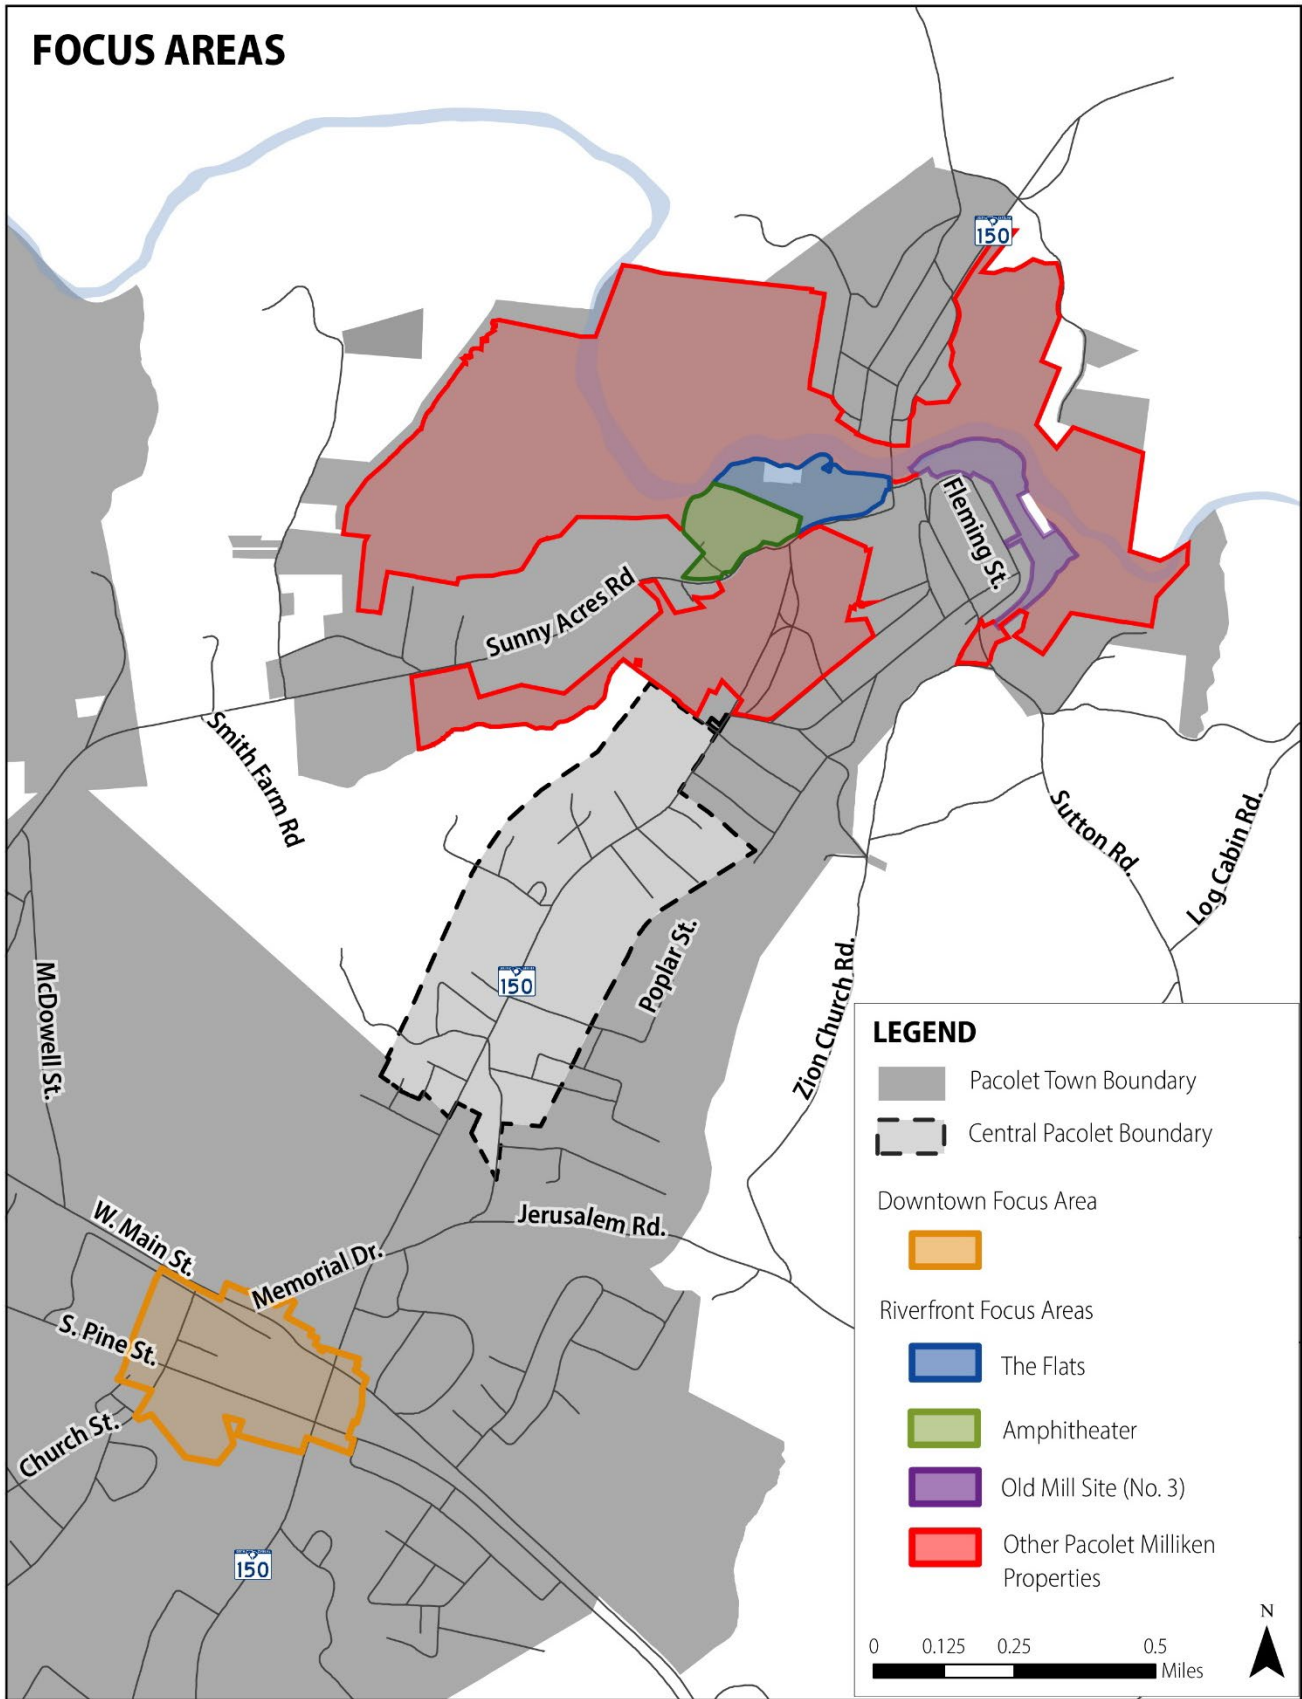 FOCUS AREAS
150
Fleming St.
Sunny Acres Rd
Smith Farm Rd
Sutton Rd.
Log Cabin Rd.
Poplar St.
150
McDowell St.
Zion Church Rd.
Jerusalem Rd.
W. Main St.
Memorial Dr.
S. Pine St.
Church St.
150
LEGEND
Pacolet Town Boundary
Central Pacolet Boundary
Downtown Focus Area
Riverfront Focus Areas
The Flats
Amphitheater
Old Mill Site (No. 3)
Other Pacolet Milliken
Properties
N
0 0.125 0.25 0.5
Miles